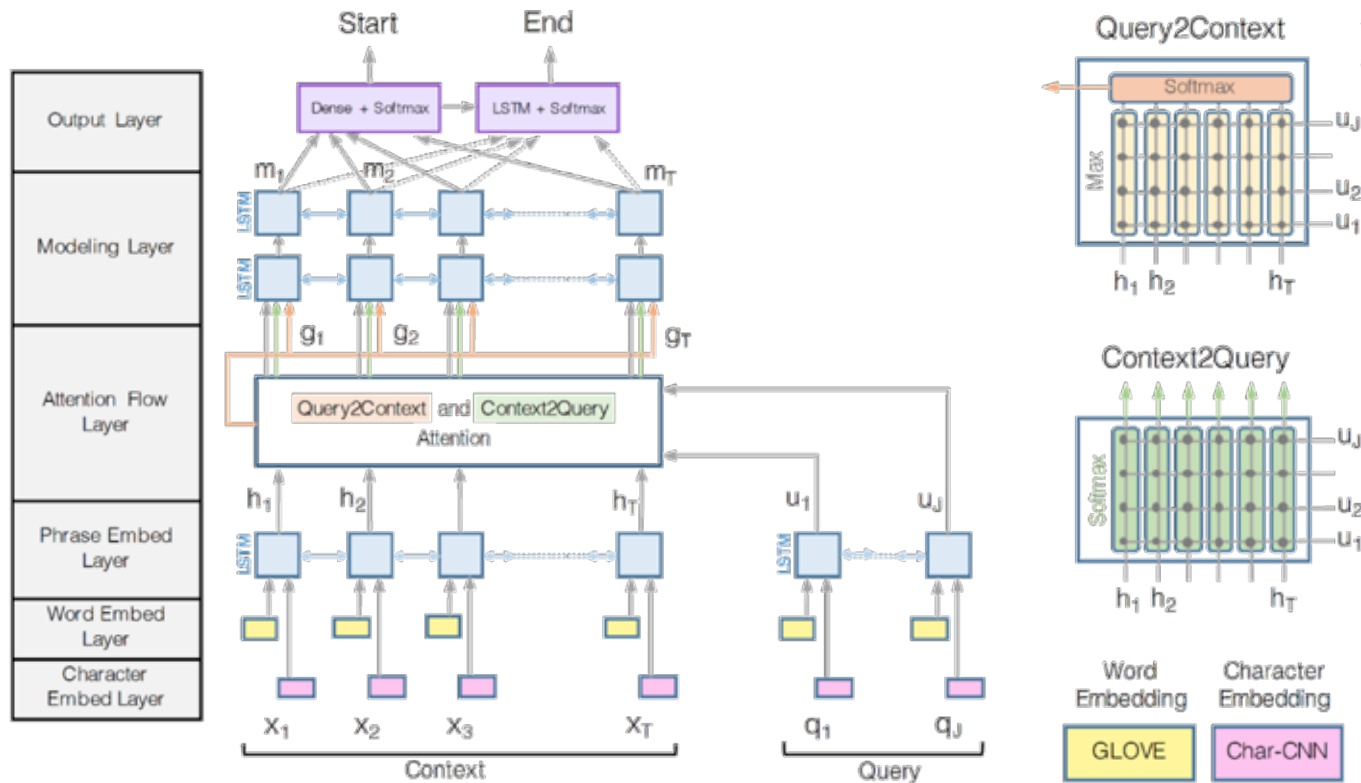 Start End
Output Layer
Dense + Softmax
LSTM + Softmax
m1 m2 mT
LSTM
Modeling Layer
LSTM
g1 g2 gT
Attention Flow
Layer
Query2Context and Context2Query
Attention
h1 h2 hT u1 uJ
Phrase Embed
Layer
LSTM
LSTM
Word Embed
Layer
Character
Embed Layer
x1 x2 x3 xT q1 qJ
Context Query
Query2Context
Softmax
Max
uJ
u2
u1
h1 h2 hT
Context2Query
Softmax
uJ
u2
u1
h1 h2 hT
Word
Embedding
Character
Embedding
GLOVE
Char-CNN